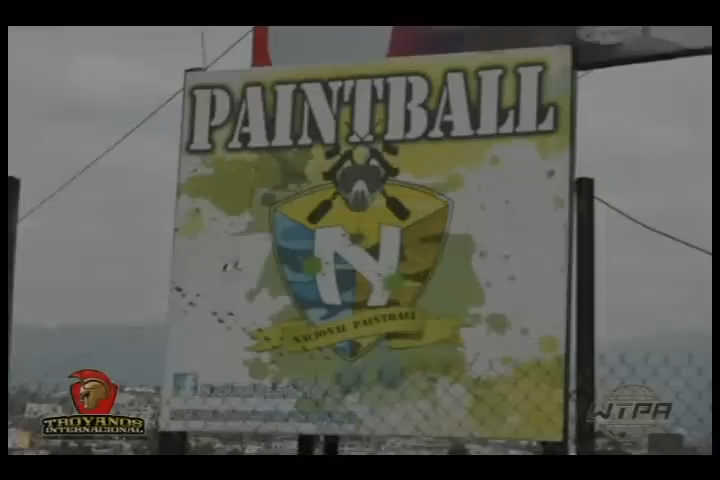 PAINTBALL
N
NACIONAL PAINTBALL
TROYANOS
INTERNACIONAL
WTPA